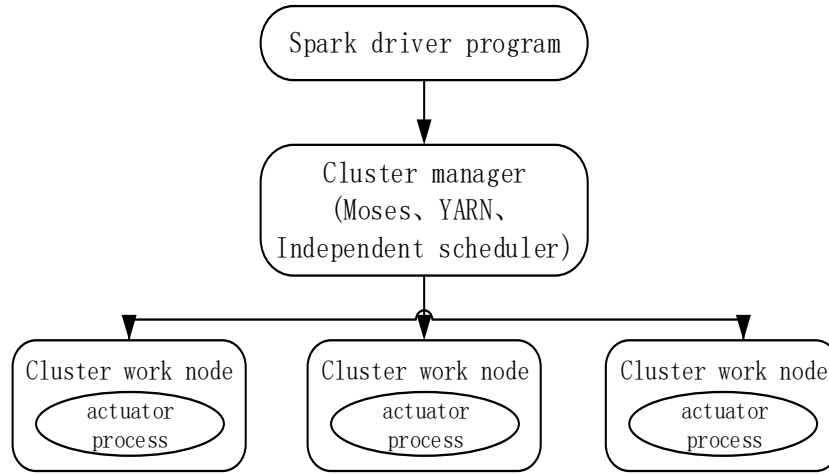 Spark driver program
Cluster manager
(Moses、YARN、
Independent scheduler)
Cluster work node
actuator
process
Cluster work node
actuator
process
Cluster work node
actuator
process